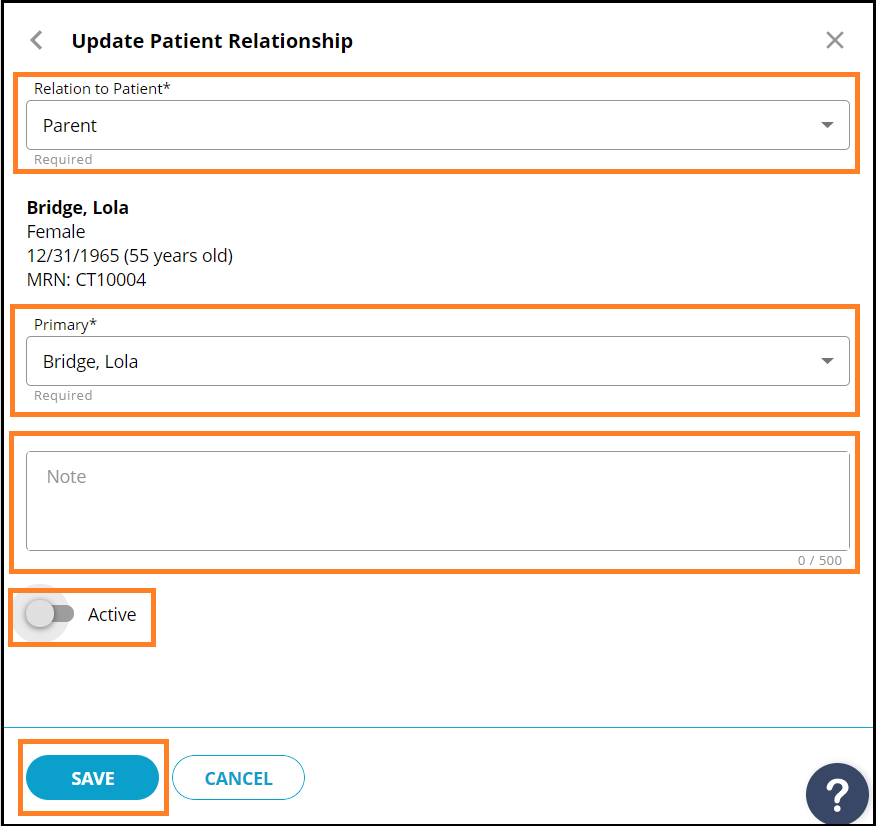 Update Patient Relationship
Relation to Patient*
Parent
Required
Bridge, Lola
Female
12/31/1965 (55 years old)
MRN: CT10004
Primary*
Bridge, Lola
Required
Note
0 / 500
Active
SAVE
CANCEL
?